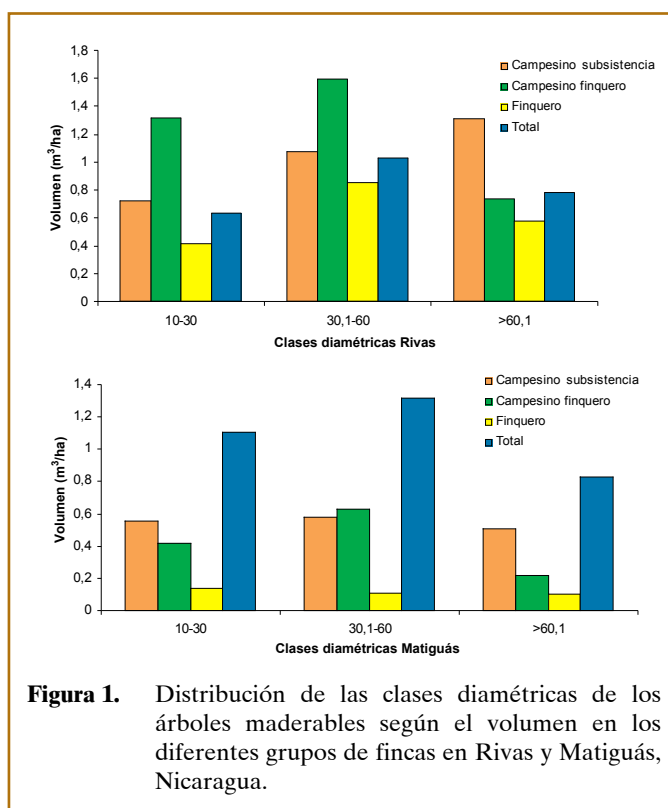 1,8
1,6
1,4
1,2
1
0,8
0,6
0,4
0,2
0
Volumen (m³/ha)
Campesino subsistencia
Campesino finquero
Finquero
Total
10-30
30,1-60
>60,1
Clases diamétricas Rivas
1,4
1,2
1
0,8
0,6
0,4
0,2
0
Volumen (m³/ha)
Campesino subsistencia
Campesino finquero
Finquero
Total
10-30
30,1-60
>60,1
Clases diamétricas Matiguás
Figura 1. Distribución de las clases diamétricas de los
árboles maderables según el volumen en los
diferentes grupos de fincas en Rivas y Matiguás,
Nicaragua.